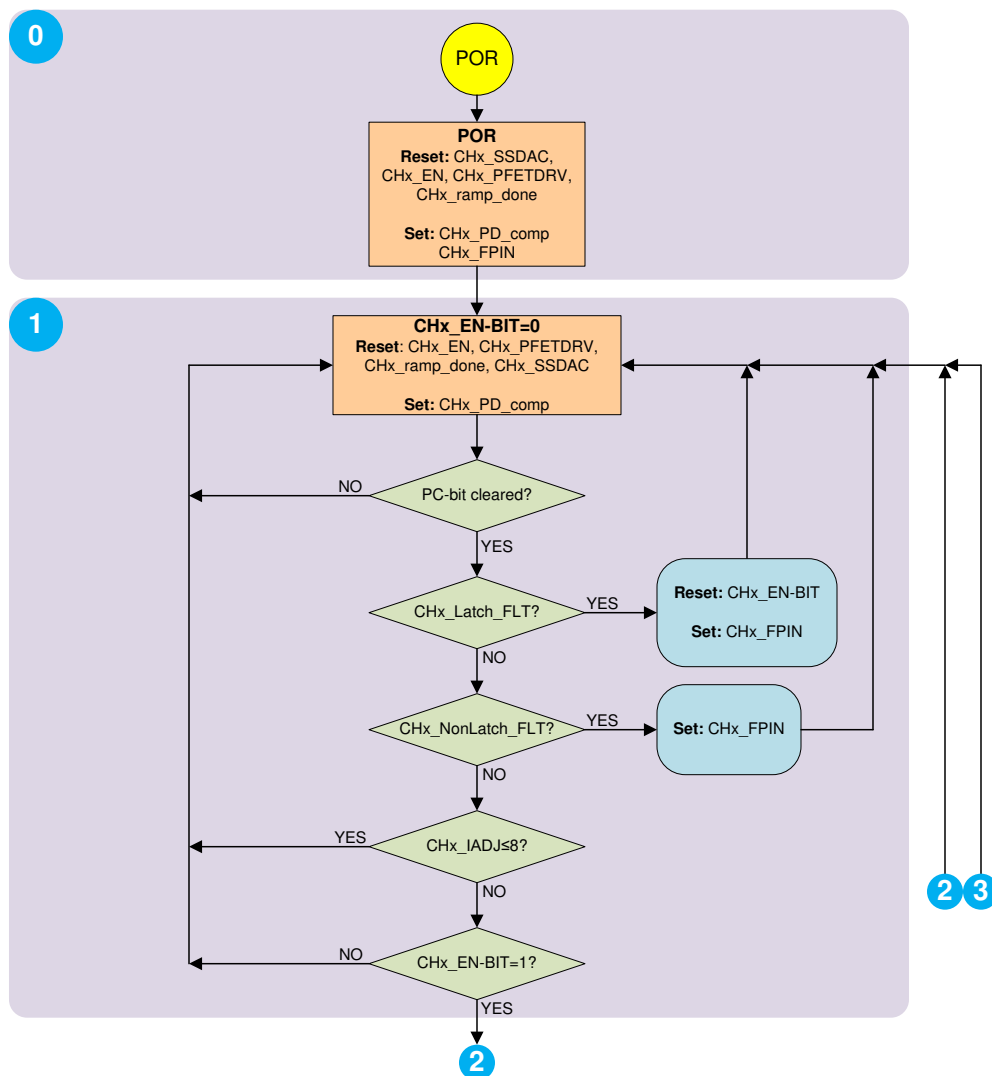 0
POR
POR
Reset: CHx_SSDAC,
CHx_EN, CHx_PFETDRV,
CHx_ramp_done
Set: CHx_PD_comp
CHx_FPIN
1
CHx_EN-BIT=0
Reset: CHx_EN, CHx_PFETDRV,
CHx_ramp_done, CHx_SSDAC
Set: CHx_PD_comp
NO
PC-bit cleared?
YES
CHx_Latch_FLT?
YES
Reset: CHx_EN-BIT
Set: CHx_FPIN
NO
CHx_NonLatch_FLT?
YES
Set: CHx_FPIN
NO
YES
CHx_IADJ≤8?
2
3
NO
NO
CHx_EN-BIT=1?
YES
2